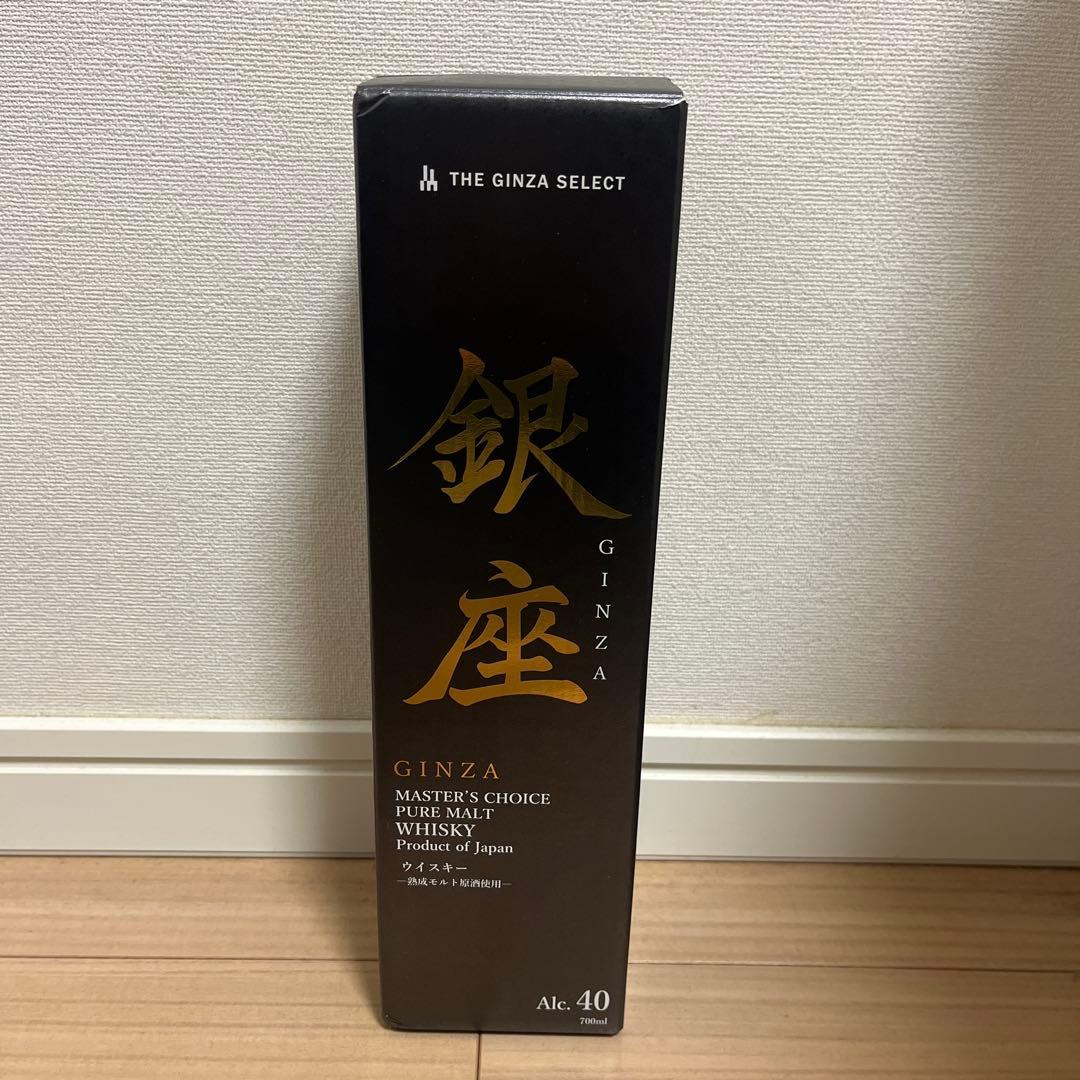 THE GINZA SELECT
銀座
GINZA
GINZA
MASTER'S CHOICE
PURE MALT
WHISKY
Product of Japan
ウイスキー
—熟成モルト原酒使用—
Alc. 40
700ml